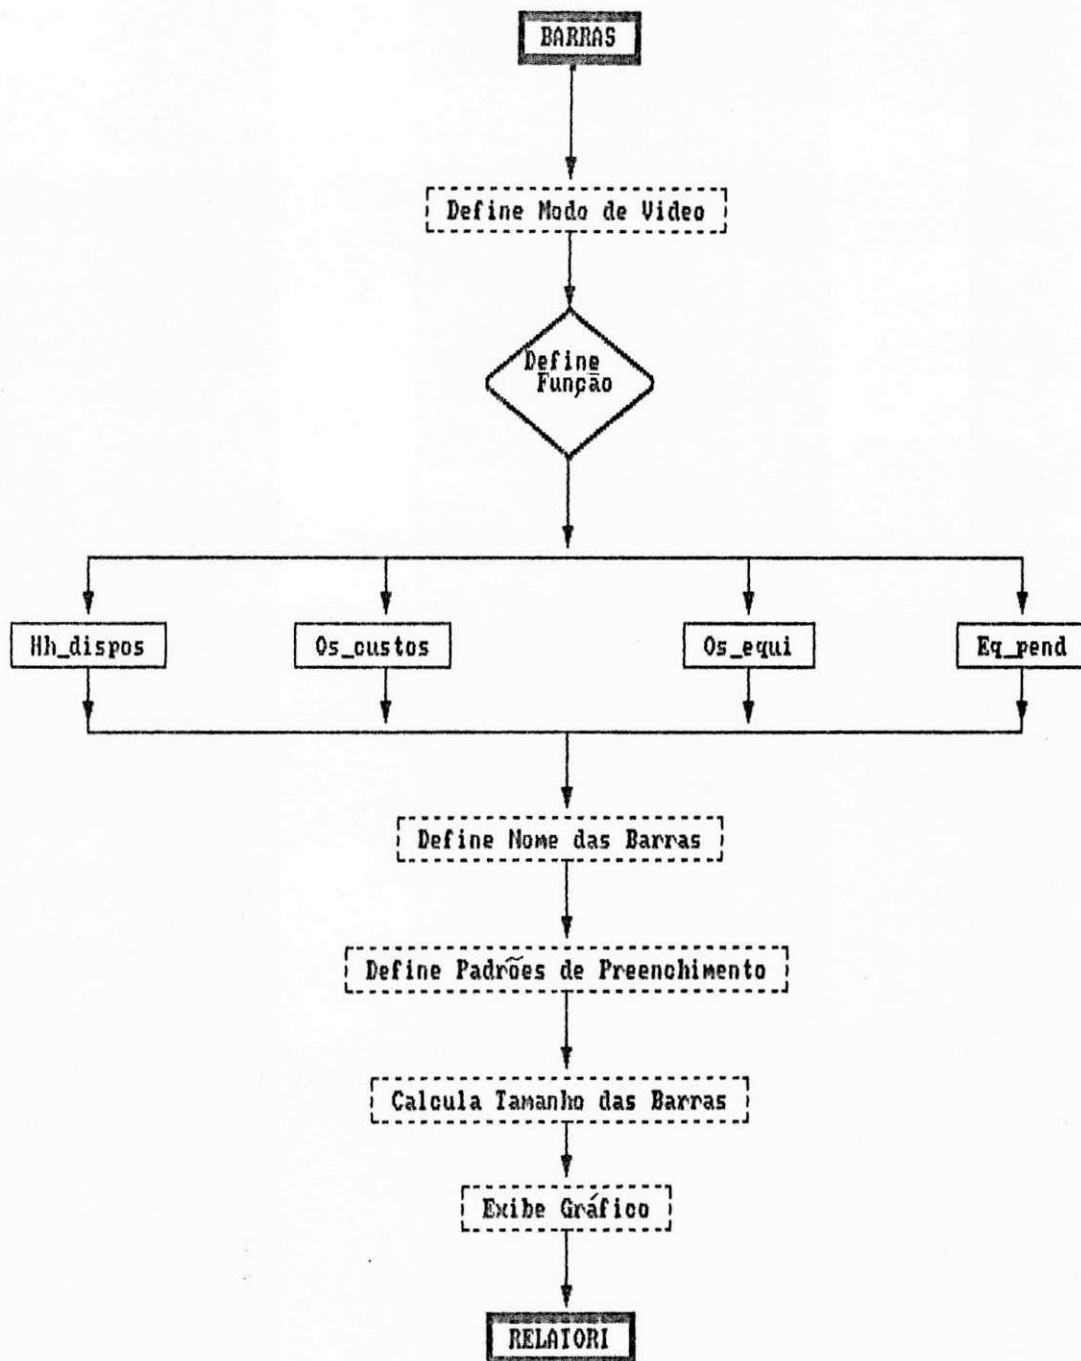 BARRAS
Define Modo de Video
Define
Função
Hh_dispos
Os_custos
Os_equi
Eq_pend
Define Nome das Barras
Define Padrões de Preenchimento
Calcula Tamanho das Barras
Exibe Gráfico
RELATORI